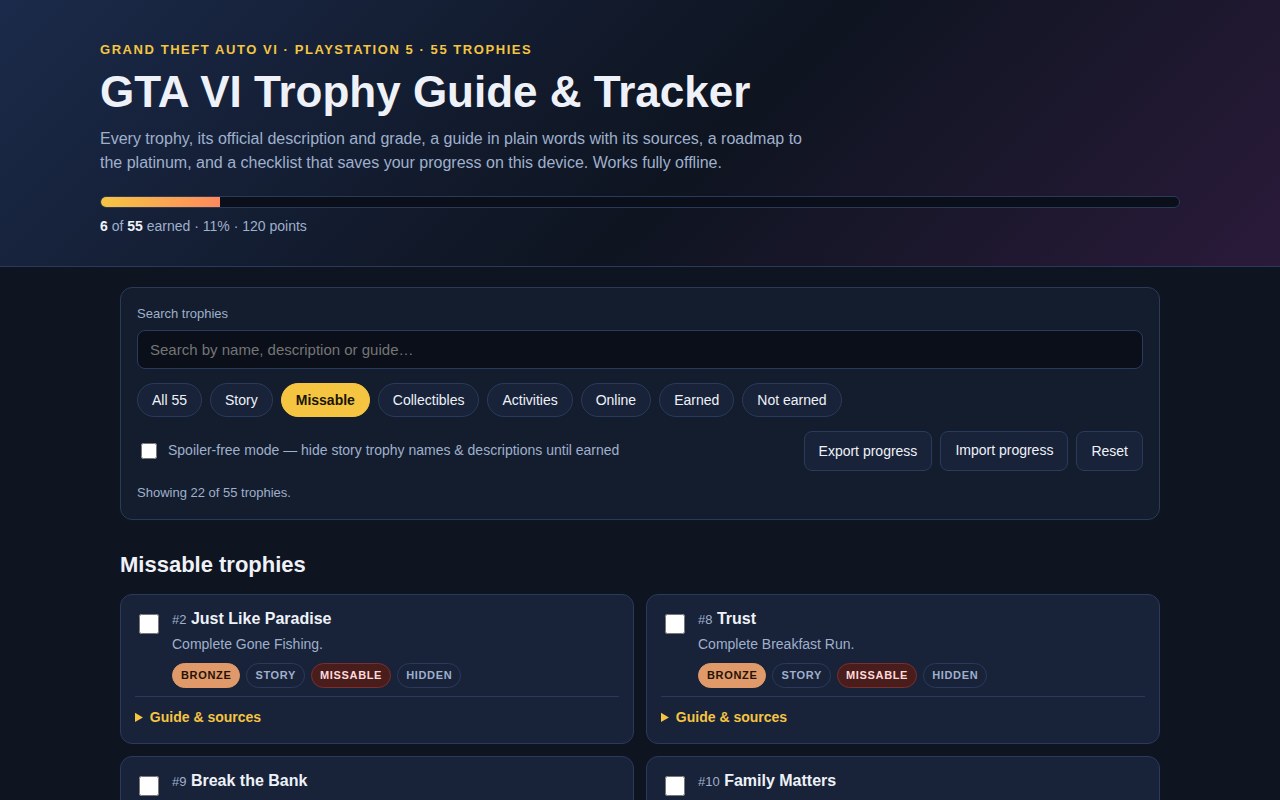 GRAND THEFT AUTO VI · PLAYSTATION 5 · 55 TROPHIES
GTA VI Trophy Guide & Tracker
Every trophy, its official description and grade, a guide in plain words with its sources, a roadmap to
the platinum, and a checklist that saves your progress on this device. Works fully offline.
6 of 55 earned · 11% · 120 points
Search trophies
Search by name, description or guide…
All 55 Story Missable Collectibles Activities Online Earned Not earned
Spoiler-free mode — hide story trophy names & descriptions until earned Export progress Import progress Reset
Showing 22 of 55 trophies.
Missable trophies
#2 Just Like Paradise
Complete Gone Fishing.
BRONZE STORY MISSABLE HIDDEN
Guide & sources
#8 Trust
Complete Breakfast Run.
BRONZE STORY MISSABLE HIDDEN
Guide & sources
#9 Break the Bank
#10 Family Matters